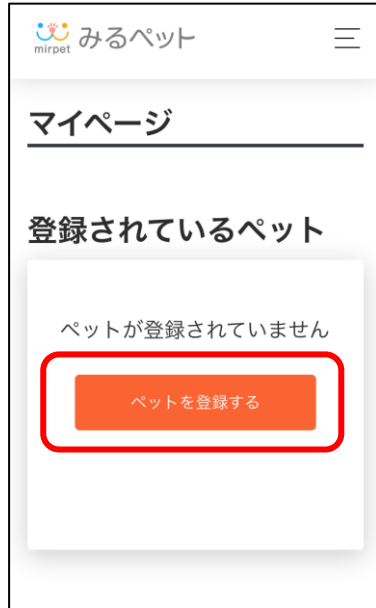 mirpet みるペット
マイページ
登録されているペット
ペットが登録されていません
ペットを登録する